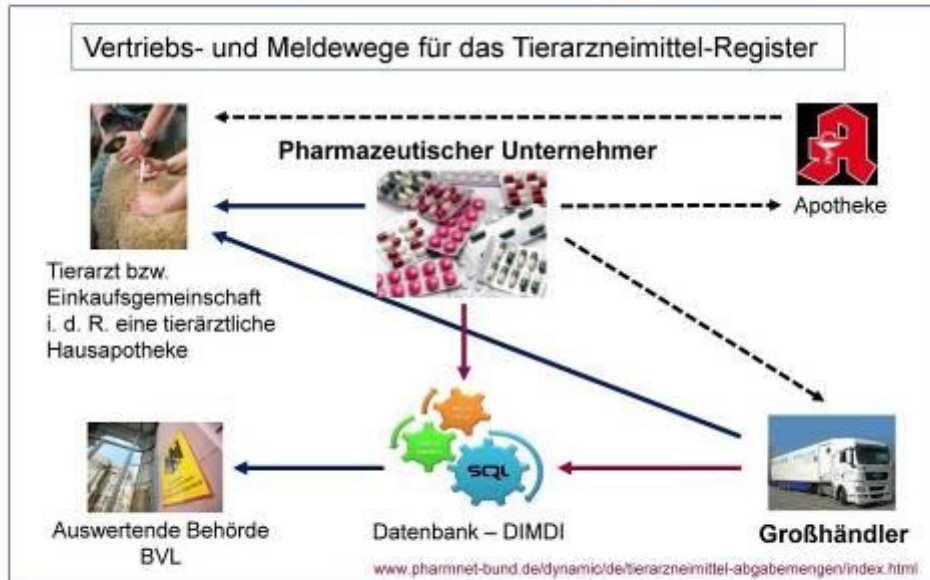 Vertriebs- und Meldewege für das Tierarzneimittel-Register
Pharmazeutischer Unternehmer
Apotheke
Tierarzt bzw.
Einkaufsgemeinschaft
i. d. R. eine tierärztliche
Hausapotheke
SQL
Auswertende Behörde
BVL
Datenbank – DIMDI
Großhändler
www.pharmnet-bund.de/dynamic/de/tierarzneimittel-abgabemengen/index.html